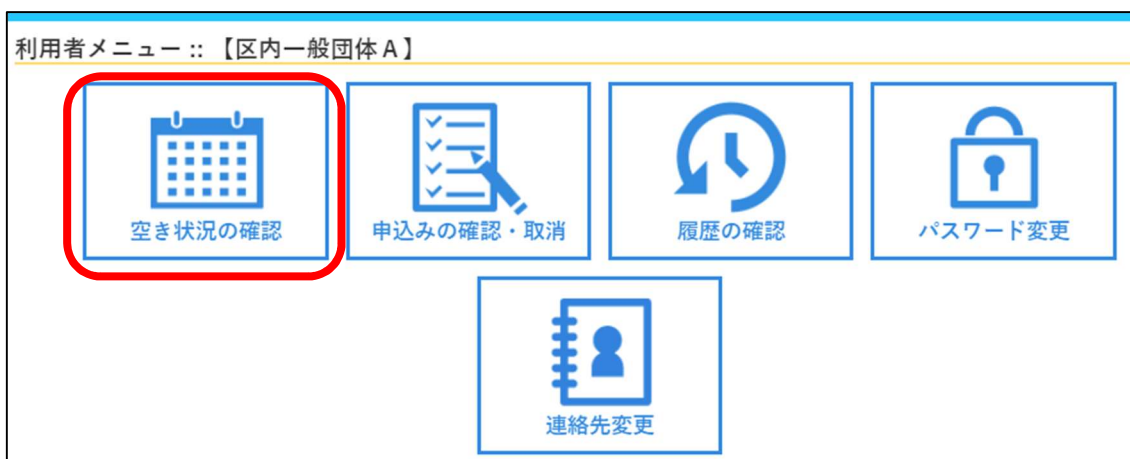 利用者メニュー :: 【区内一般団体Ａ】
空き状況の確認
申込みの確認・取消
履歴の確認
パスワード変更
連絡先変更